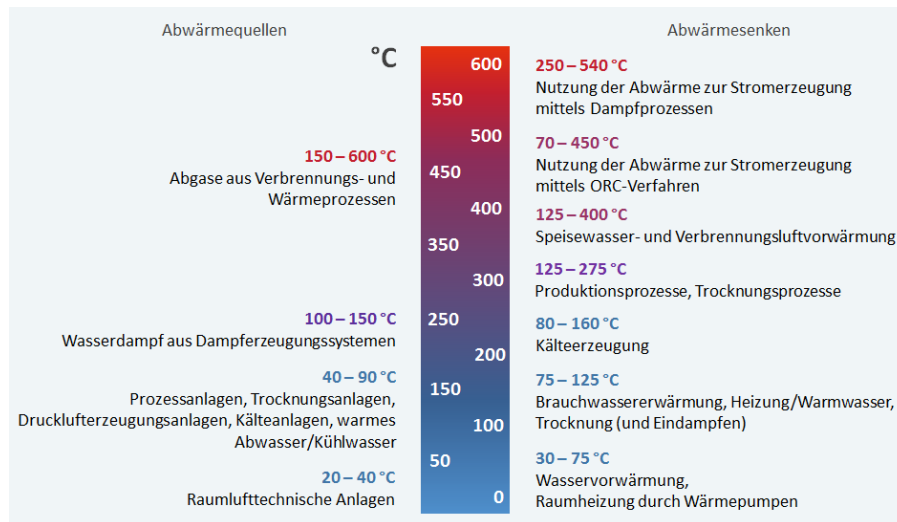 Abwärmequellen
Abwärmesenken
°C
600
550
500
450
400
350
300
250
200
150
100
50
0
150 – 600 °C
Abgase aus Verbrennungs- und
Wärmeprozessen
100 – 150 °C
Wasserdampf aus Dampferzeugungssystemen
40 – 90 °C
Prozessanlagen, Trocknungsanlagen,
Drucklufterzeugungsanlagen, Kälteanlagen, warmes
Abwasser/Kühlwasser
20 – 40 °C
Raumlufttechnische Anlagen
250 – 540 °C
Nutzung der Abwärme zur Stromerzeugung
mittels Dampfprozessen
70 – 450 °C
Nutzung der Abwärme zur Stromerzeugung
mittels ORC-Verfahren
125 – 400 °C
Speisewasser- und Verbrennungsluftvorwärmung
125 – 275 °C
Produktionsprozesse, Trocknungsprozesse
80 – 160 °C
Kälteerzeugung
75 – 125 °C
Brauchwassererwärmung, Heizung/Warmwasser,
Trocknung (und Eindampfen)
30 – 75 °C
Wasservorwärmung,
Raumheizung durch Wärmepumpen